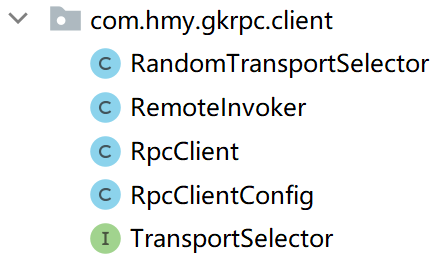 com.hmy.gkrpc.client
C RandomTransportSelector
C RemoteInvoker
C RpcClient
C RpcClientConfig
I TransportSelector